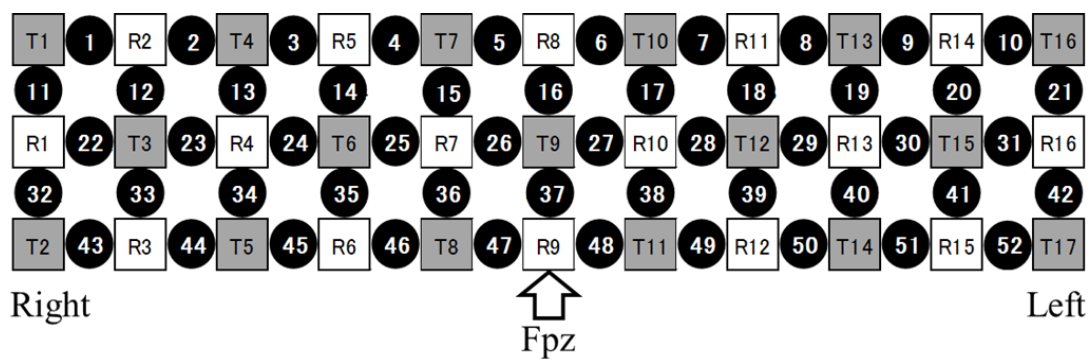 T1 1 R2 2 T4 3 R5 4 T7 5 R8 6 T10 7 R11 8 T13 9 R14 10 T16
11 12 13 14 15 16 17 18 19 20 21
R1 22 T3 23 R4 24 T6 25 R7 26 T9 27 R10 28 T12 29 R13 30 T15 31 R16
32 33 34 35 36 37 38 39 40 41 42
T2 43 R3 44 T5 45 R6 46 T8 47 R9 48 T11 49 R12 50 T14 51 R15 52 T17
Right Left
Fpz